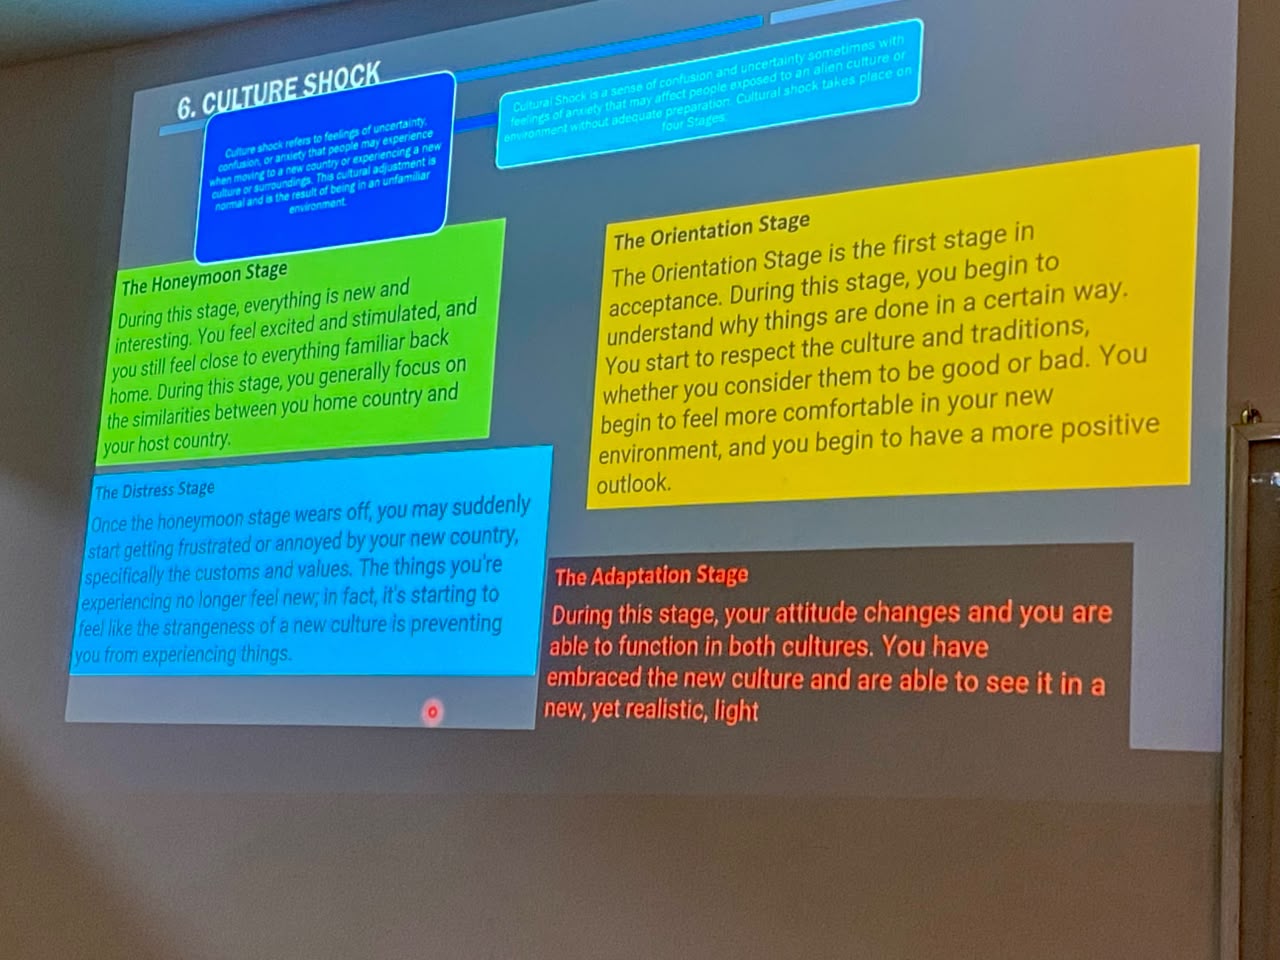 6. CULTURE SHOCK
Culture shock refers to feelings of uncertainty,
confusion, or anxiety that people may experience
when moving to a new country or experiencing a new
culture or surroundings. This cultural adjustment is
normal and is the result of being in an unfamiliar
environment.
Cultural Shock is a sense of confusion and uncertainty sometimes with
feelings of anxiety that may affect people exposed to an alien culture or
environment without adequate preparation. Cultural shock takes place on
four Stages.
The Honeymoon Stage
During this stage, everything is new and
interesting. You feel excited and stimulated, and
you still feel close to everything familiar back
home. During this stage, you generally focus on
the similarities between you home country and
your host country.
The Orientation Stage
The Orientation Stage is the first stage in
acceptance. During this stage, you begin to
understand why things are done in a certain way.
You start to respect the culture and traditions,
whether you consider them to be good or bad. You
begin to feel more comfortable in your new
environment, and you begin to have a more positive
outlook.
The Distress Stage
Once the honeymoon stage wears off, you may suddenly
start getting frustrated or annoyed by your new country,
specifically the customs and values. The things you're
experiencing no longer feel new; in fact, it's starting to
feel like the strangeness of a new culture is preventing
you from experiencing things.
The Adaptation Stage
During this stage, your attitude changes and you are
able to function in both cultures. You have
embraced the new culture and are able to see it in a
new, yet realistic, light